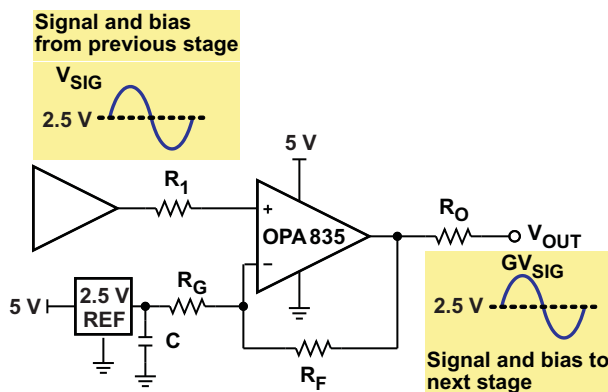 Signal and bias
from previous stage
VSIG
2.5 V
5 V
R1
RO
OPA835
VOUT
GVSIG
2.5 V
RG
5 V
2.5 V
REF
C
RF
Signal and bias to
next stage